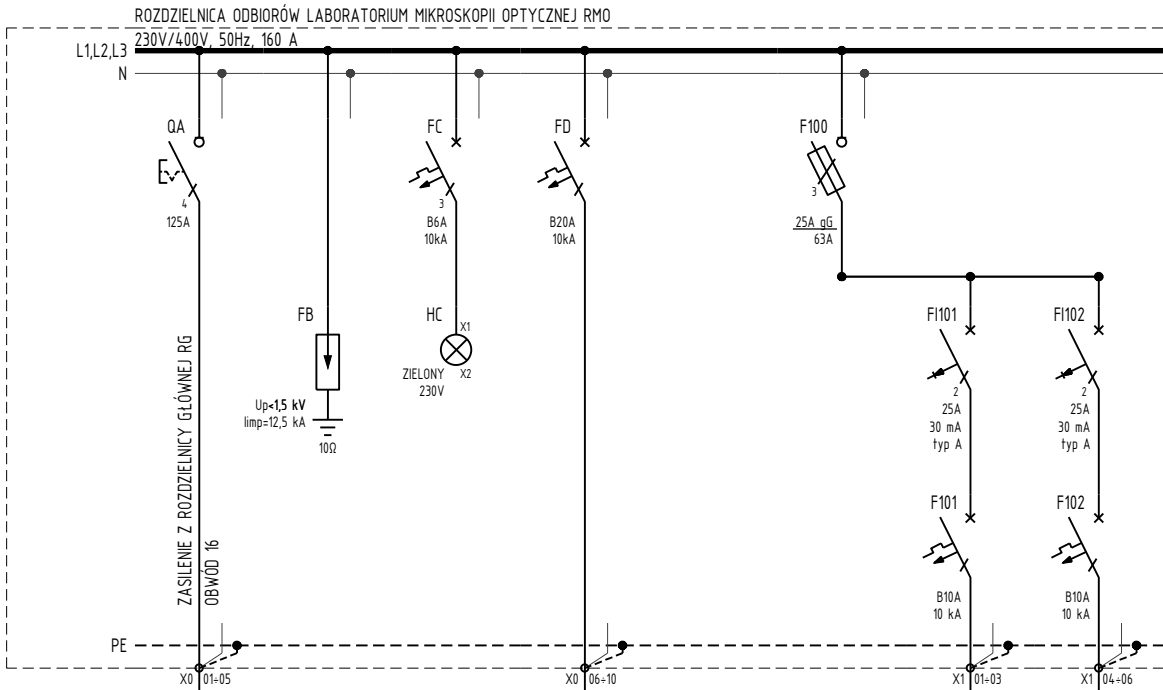 ROZDZIELNICA ODBIORÓW LABORATORIUM MIKROSKOPII OPTYCZNEJ RMO
230V/400V, 50Hz, 160 A
L1,L2,L3
N
QA
4
125A
FC
3
B6A
10kA
FD
B20A
10kA
F100
3
25A gG
63A
FB
Up<1,5 kV
Iimp=12,5 kA
10Ω
HC
X1
X2
ZIELONY
230V
FI101
2
25A
30 mA
typ A
FI102
2
25A
30 mA
typ A
F101
B10A
10 kA
F102
B10A
10 kA
ZASILENIE Z ROZDZIELNICY GŁÓWNEJ RG
OBWÓD 16
PE
X0 01÷05
X0 06÷10
X1 01÷03
X1 04÷06